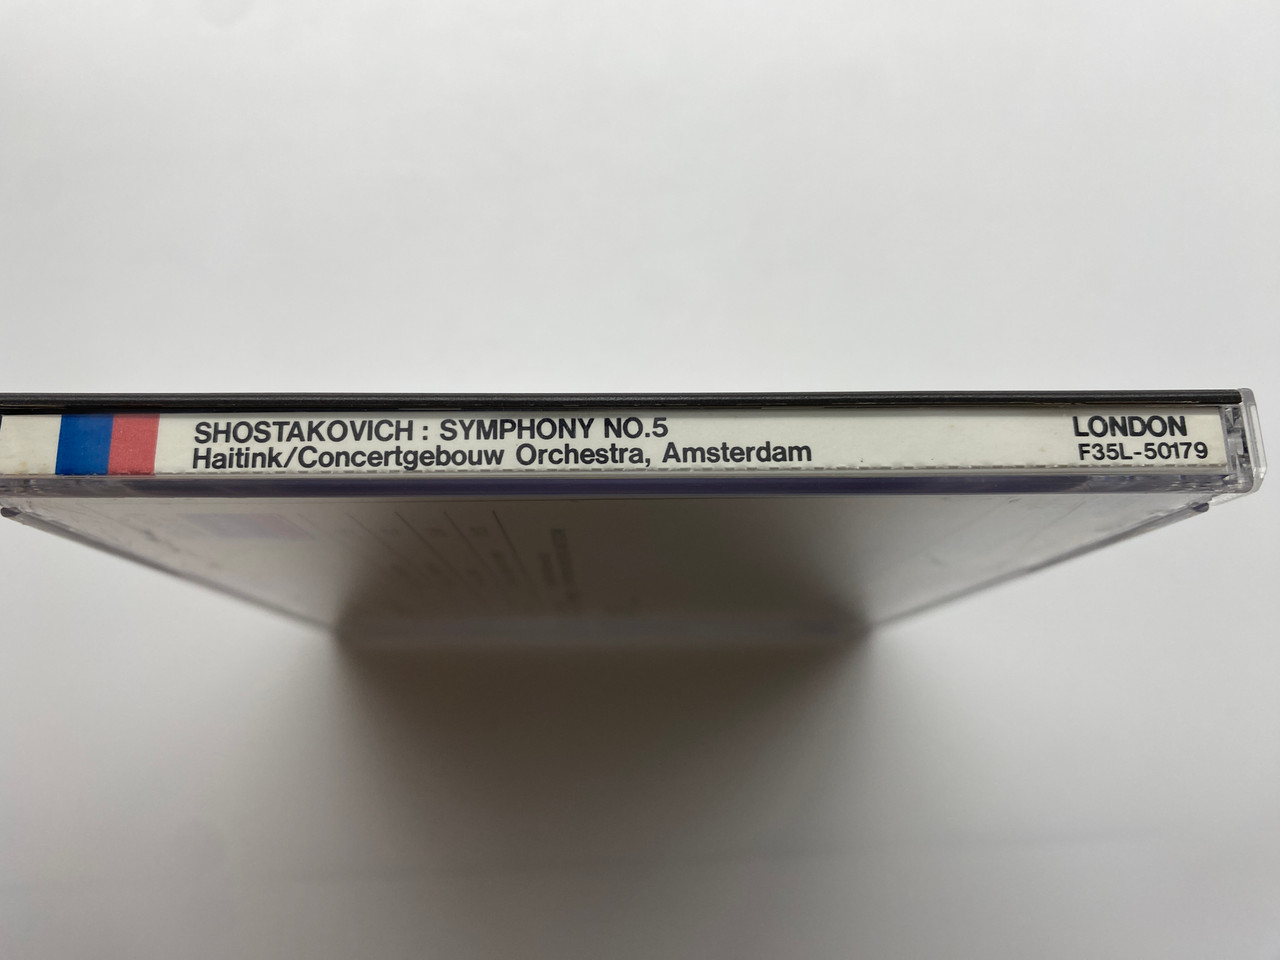 SHOSTAKOVICH : SYMPHONY NO.5
Haitink/Concertgebouw Orchestra, Amsterdam
LONDON
F35L-50179